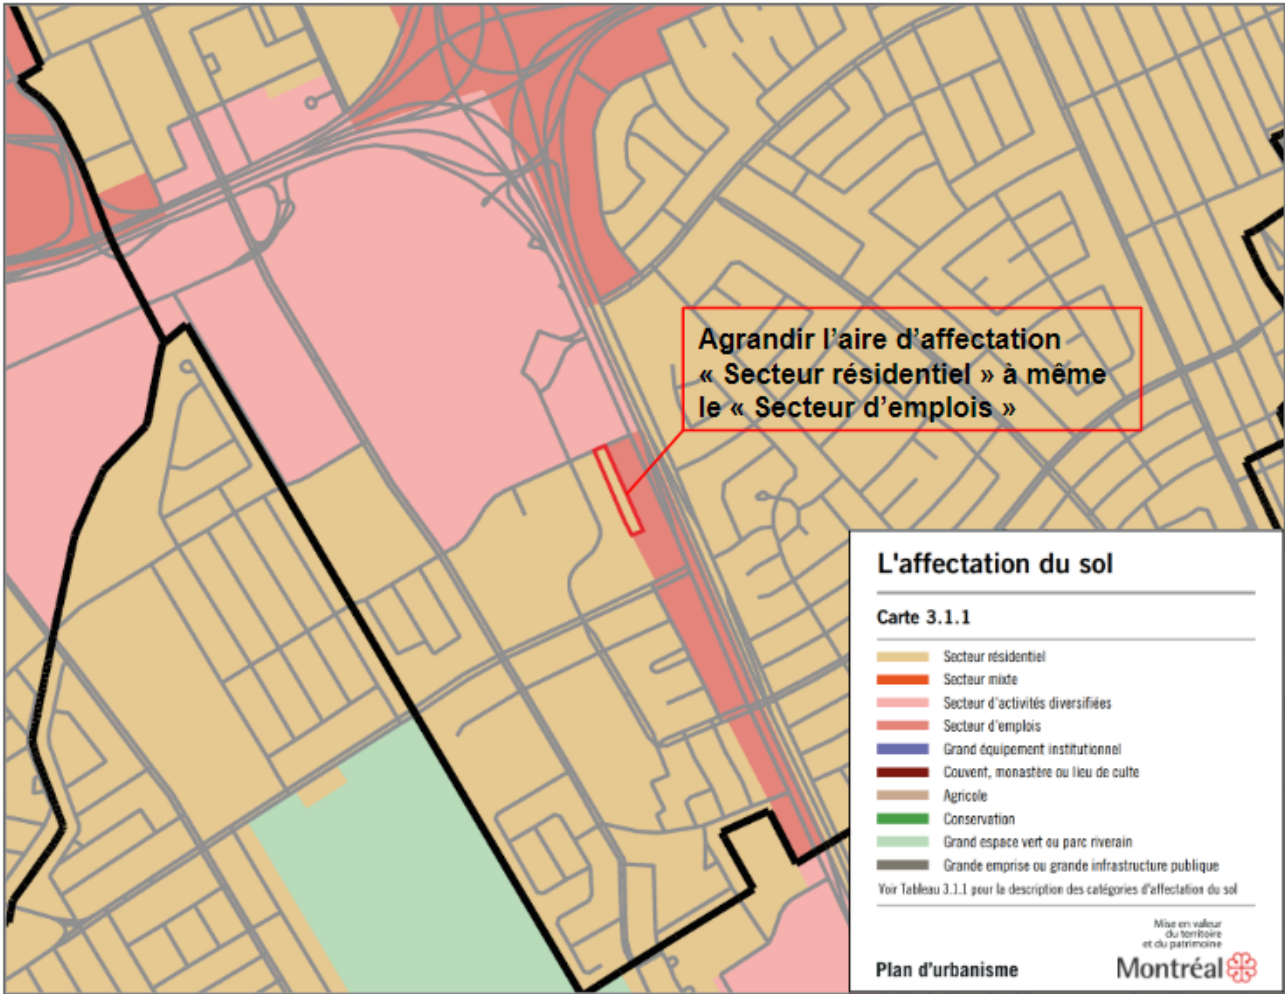 Agrandir l'aire d'affectation
« Secteur résidentiel » à même
le « Secteur d'emplois »
L'affectation du sol
Carte 3.1.1
Secteur résidentiel
Secteur mixte
Secteur d'activités diversifiées
Secteur d'emplois
Grand équipement institutionnel
Couvent, monastère ou lieu de culte
Agricole
Conservation
Grand espace vert ou parc riverain
Grande emprise ou grande infrastructure publique
Voir Tableau 3.1.1 pour la description des catégories d'affectation du sol
Mise en valeur
du territoire
et du patrimoine
Plan d'urbanisme
Montréal